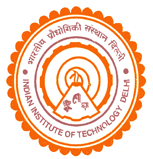 भारतीय प्रौद्योगिकी संस्थान दिल्ली
INDIAN INSTITUTE OF TECHNOLOGY DELHI